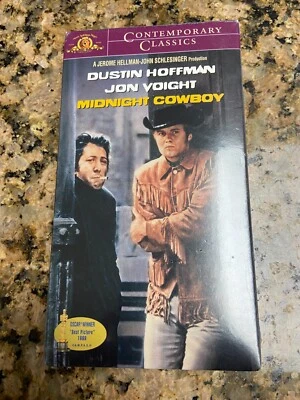 CONTEMPORARY
CLASSICS
A JEROME HELLMAN-JOHN SCHLESINGER Production
DUSTIN HOFFMAN
JON VOIGHT
MIDNIGHT COWBOY
OSCAR WINNER
"Best Picture"
1969